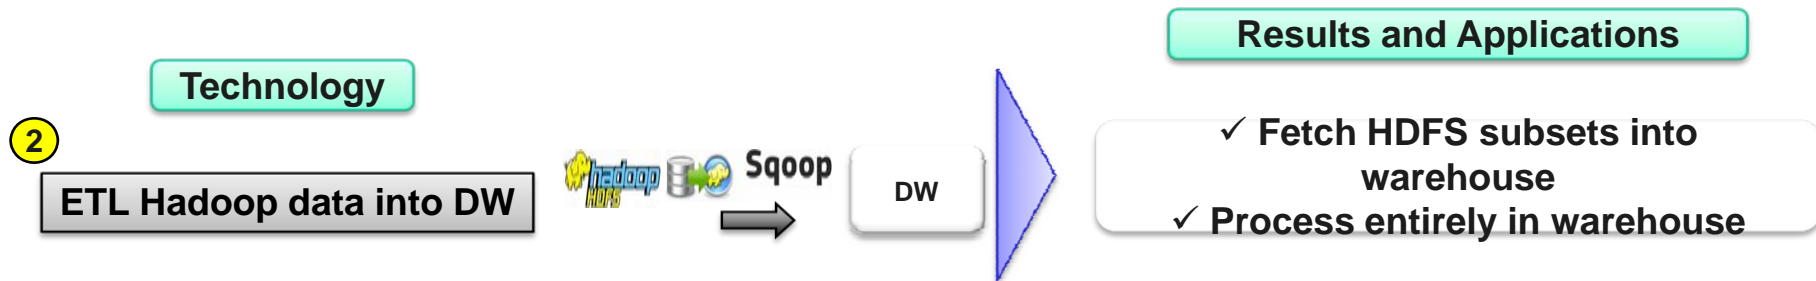 Results and Applications
Technology
2
ETL Hadoop data into DW
hadoop
HDFS
Sqoop
DW
✓ Fetch HDFS subsets into
warehouse
✓ Process entirely in warehouse